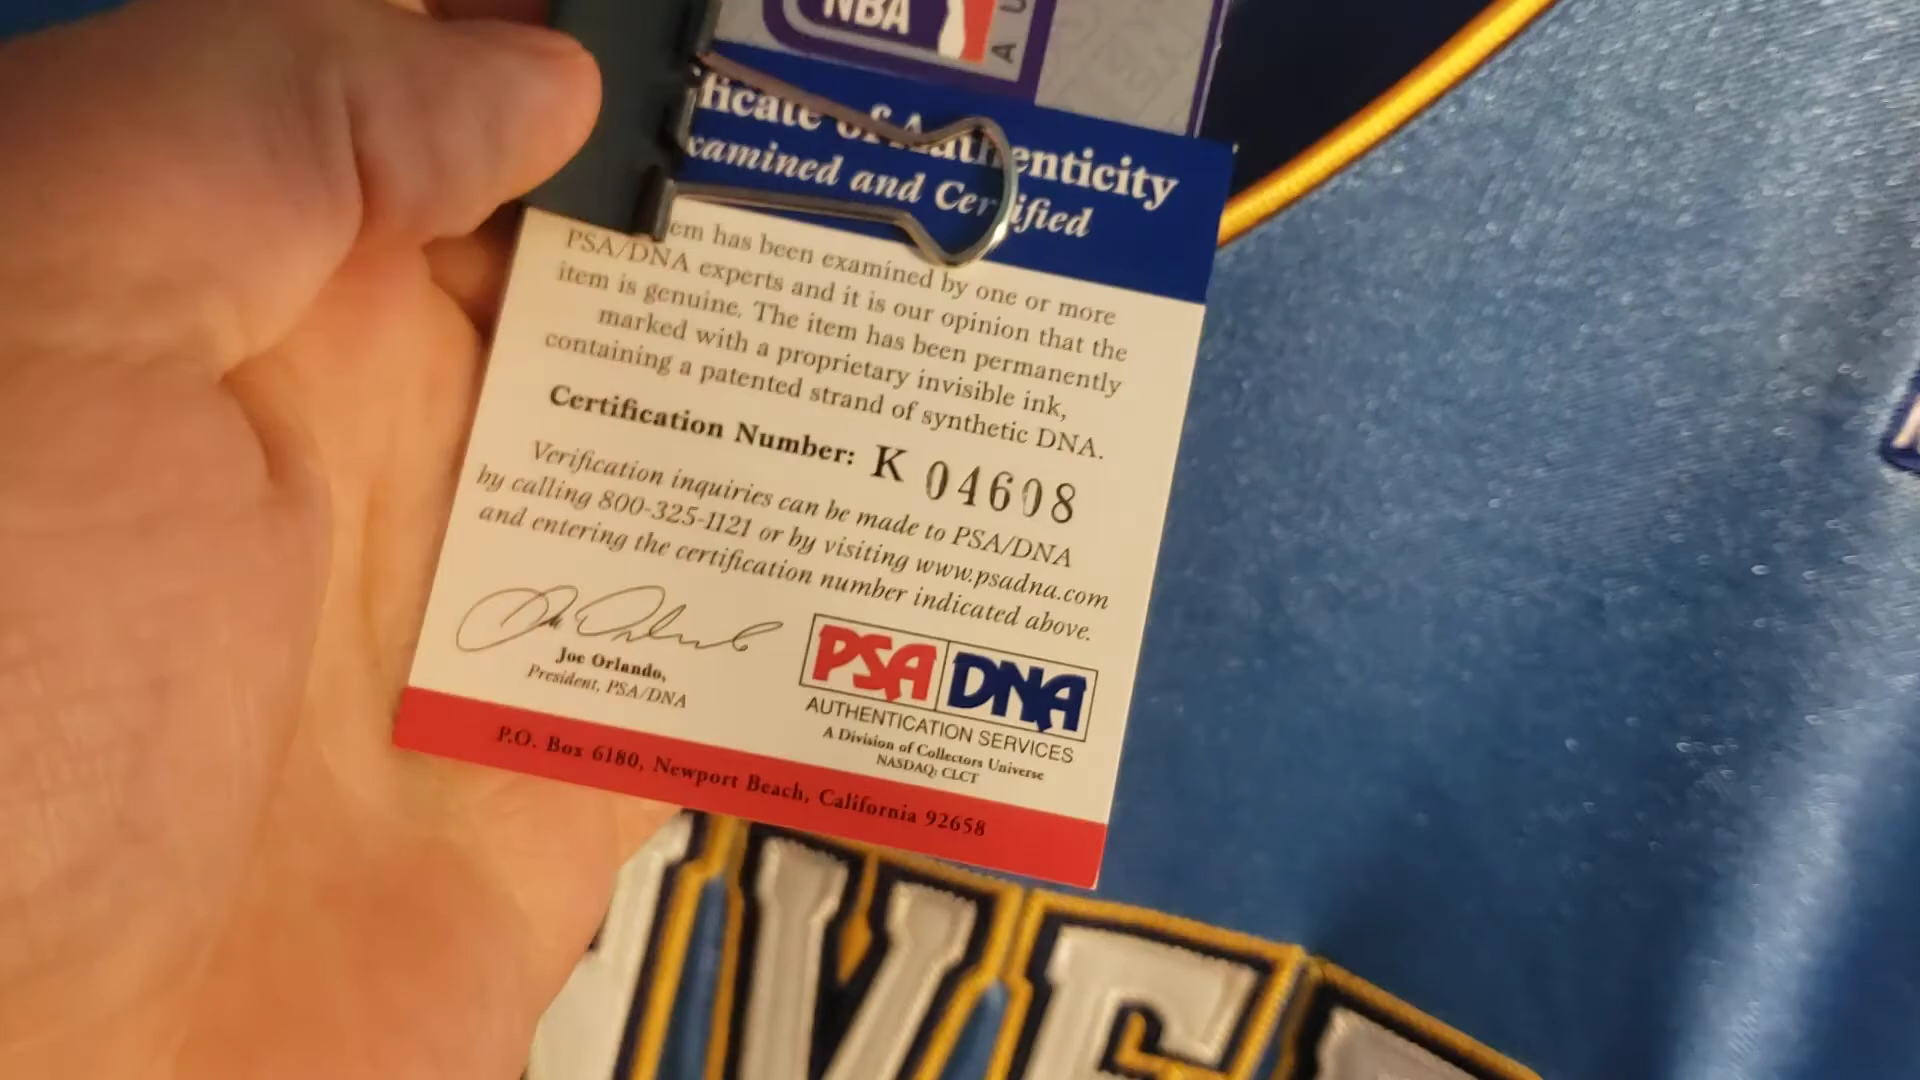 NBA
AU
ficate of Authenticity
xamined and Certified
em has been examined by one or more
PSA/DNA experts and it is our opinion that the
item is genuine. The item has been permanently
marked with a proprietary invisible ink,
containing a patented strand of synthetic DNA.
Certification Number: K 04608
Verification inquiries can be made to PSA/DNA
by calling 800-325-1121 or by visiting www.psadna.com
and entering the certification number indicated above.
Joe Orlando,
President, PSA/DNA
PSA DNA
AUTHENTICATION SERVICES
A Division of Collectors Universe
NASDAQ: CLCT
P.O. Box 6180, Newport Beach, California 92658
VE